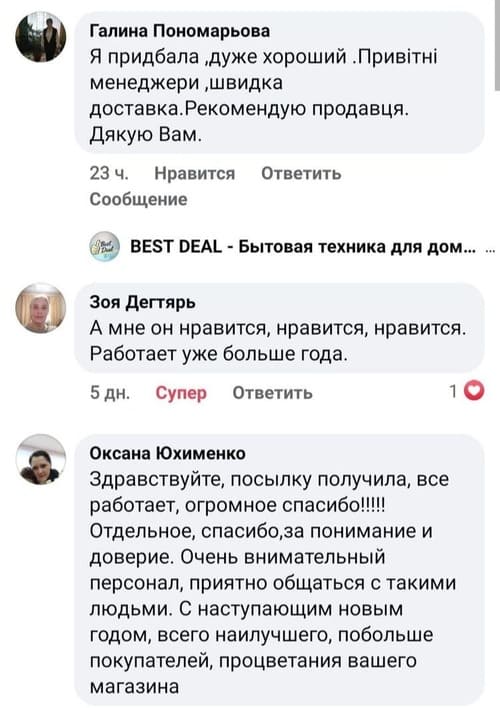 Галина Пономарьова
Я придбала ,дуже хороший .Привітні
менеджери ,швидка
доставка.Рекомендую продавця.
Дякую Вам.
23 ч. Нравится Ответить
Сообщение
BEST DEAL - Бытовая техника для дом... ...
Зоя Дегтярь
А мне он нравится, нравится, нравится.
Работает уже больше года.
5 дн. Супер Ответить 1
Оксана Юхименко
Здравствуйте, посылку получила, все
работает, огромное спасибо!!!!!
Отдельное, спасибо,за понимание и
доверие. Очень внимательный
персонал, приятно общаться с такими
людьми. С наступающим новым
годом, всего наилучшего, побольше
покупателей, процветания вашего
магазина